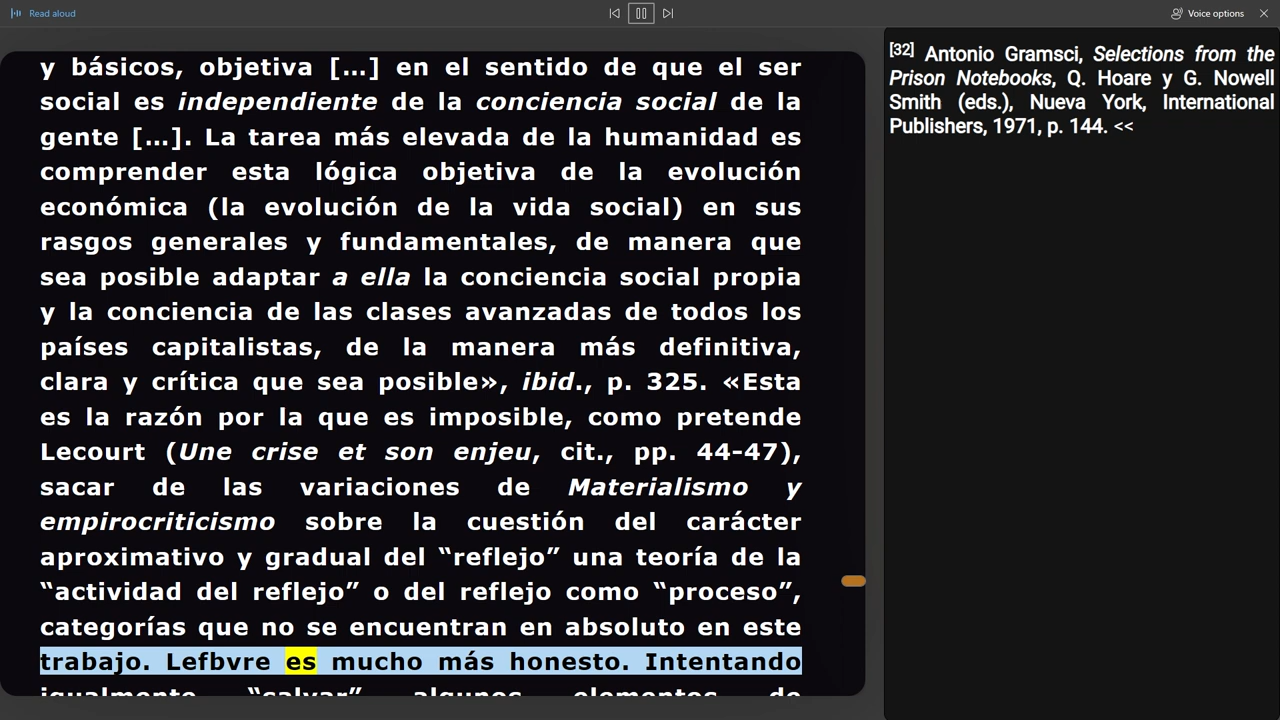 Read aloud
Voice options
y básicos, objetiva […] en el sentido de que el ser
social es independiente de la conciencia social de la
gente […]. La tarea más elevada de la humanidad es
comprender esta lógica objetiva de la evolución
económica (la evolución de la vida social) en sus
rasgos generales y fundamentales, de manera que
sea posible adaptar a ella la conciencia social propia
y la conciencia de las clases avanzadas de todos los
países capitalistas, de la manera más definitiva,
clara y crítica que sea posible», ibid., p. 325. «Esta
es la razón por la que es imposible, como pretende
Lecourt (Une crise et son enjeu, cit., pp. 44-47),
sacar de las variaciones de Materialismo y
empirocriticismo sobre la cuestión del carácter
aproximativo y gradual del “reflejo” una teoría de la
“actividad del reflejo” o del reflejo como “proceso”,
categorías que no se encuentran en absoluto en este
trabajo. Lefbvre es mucho más honesto. Intentando
igualmente “salvar” algunos elementos de
[32] Antonio Gramsci, Selections from the
Prison Notebooks, Q. Hoare y G. Nowell
Smith (eds.), Nueva York, International
Publishers, 1971, p. 144. <<